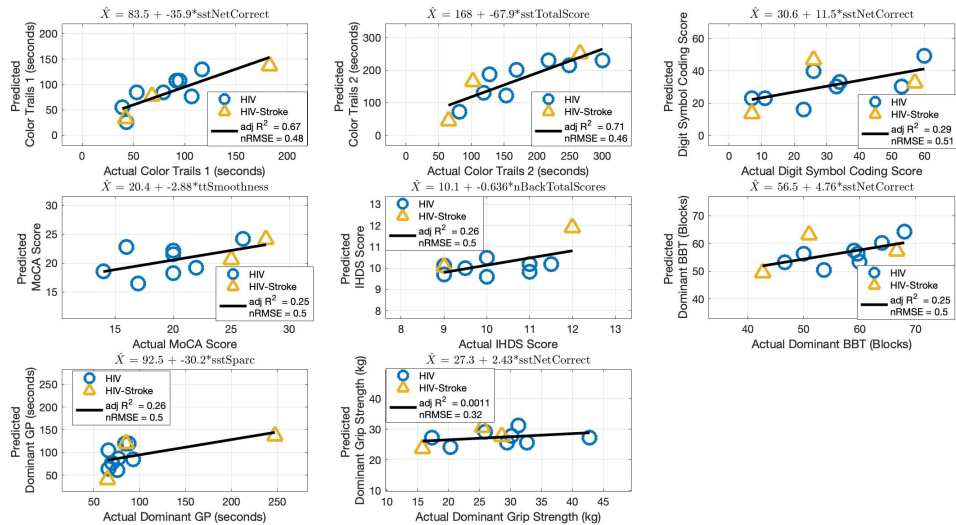 X̂ = 83.5 + -35.9*sstNetCorrect
Predicted
Color Trails 1 (seconds)
200
150
100
50
0
HIV
HIV-Stroke
adj R² = 0.67
nRMSE = 0.48
0 50 100 150 200
Actual Color Trails 1 (seconds)
X̂ = 168 + -67.9*sstTotalScore
Predicted
Color Trails 2 (seconds)
300
200
100
0
HIV
HIV-Stroke
adj R² = 0.71
nRMSE = 0.46
0 50 100 150 200 250 300
Actual Color Trails 2 (seconds)
X̂ = 30.6 + 11.5*sstNetCorrect
Predicted
Digit Symbol Coding Score
60
40
20
0
HIV
HIV-Stroke
adj R² = 0.29
nRMSE = 0.51
0 10 20 30 40 50 60
Actual Digit Symbol Coding Score
X̂ = 20.4 + -2.88*ttSmoothness
Predicted
MoCA Score
30
25
20
15
HIV
HIV-Stroke
adj R² = 0.25
nRMSE = 0.5
15 20 25 30
Actual MoCA Score
X̂ = 10.1 + -0.636*nBackTotalScores
Predicted
IHDS Score
13
12
11
10
9
8
HIV
HIV-Stroke
adj R² = 0.26
nRMSE = 0.5
8 9 10 11 12 13
Actual IHDS Score
X̂ = 56.5 + 4.76*sstNetCorrect
Predicted
Dominant BBT (Blocks)
70
60
50
40
HIV
HIV-Stroke
adj R² = 0.25
nRMSE = 0.5
40 50 60 70
Actual Dominant BBT (Blocks)
X̂ = 92.5 + -30.2*sstSparc
Predicted
Dominant GP (seconds)
250
200
150
100
50
HIV
HIV-Stroke
adj R² = 0.26
nRMSE = 0.5
50 100 150 200 250
Actual Dominant GP (seconds)
X̂ = 27.3 + 2.43*sstNetCorrect
Predicted
Dominant Grip Strength (kg)
40
30
20
10
HIV
HIV-Stroke
adj R² = 0.0011
nRMSE = 0.32
10 15 20 25 30 35 40 45
Actual Dominant Grip Strength (kg)